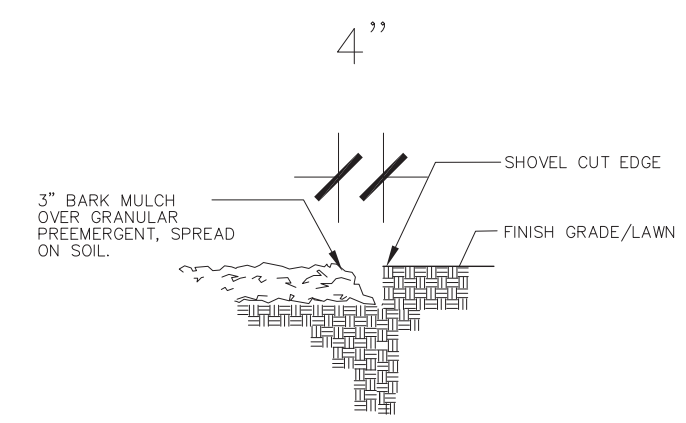 4"
SHOVEL CUT EDGE
3" BARK MULCH
OVER GRANULAR
PREEMERGENT, SPREAD
ON SOIL.
FINISH GRADE/LAWN